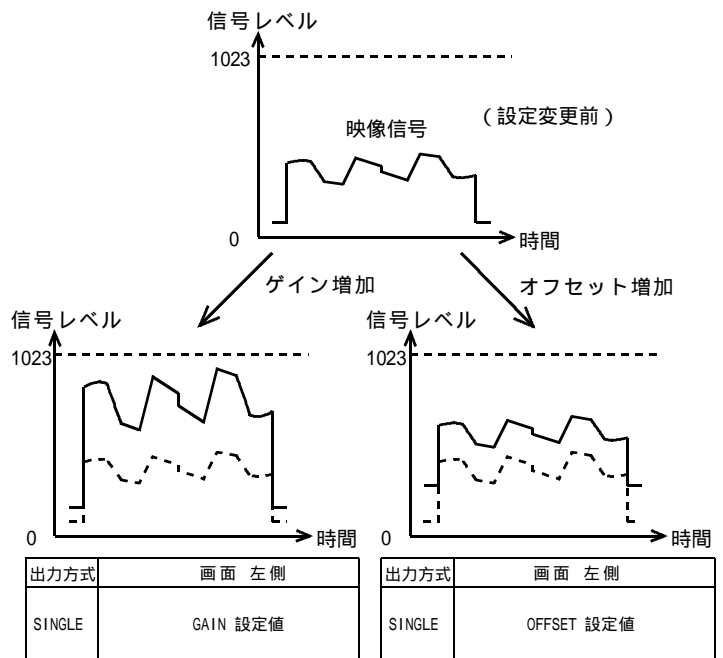 信号レベル
1023
映像信号
(設定変更前)
0
時間
ゲイン増加
オフセット増加
信号レベル
1023
0
時間
信号レベル
1023
0
時間
出力方式 画面 左側
SINGLE GAIN 設定値
出力方式 画面 左側
SINGLE OFFSET 設定値